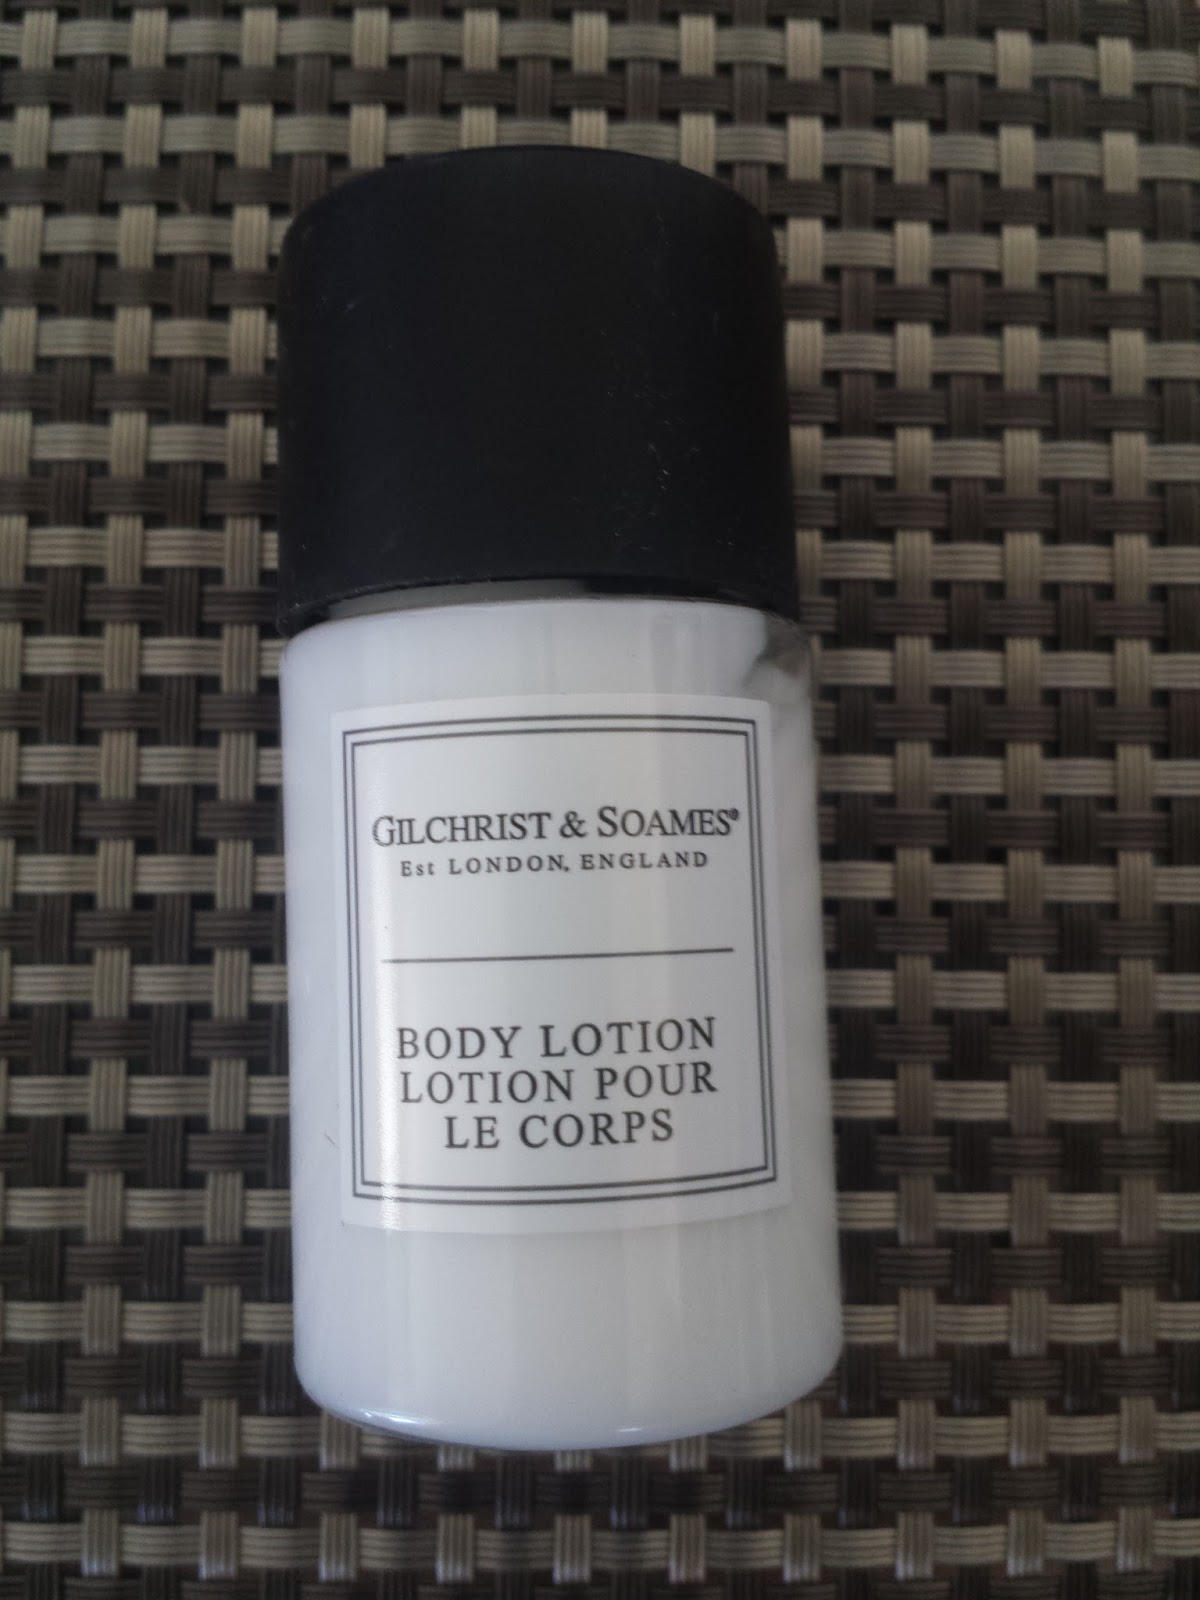 GILCHRIST & SOAMES®
Est LONDON, ENGLAND
BODY LOTION
LOTION POUR
LE CORPS